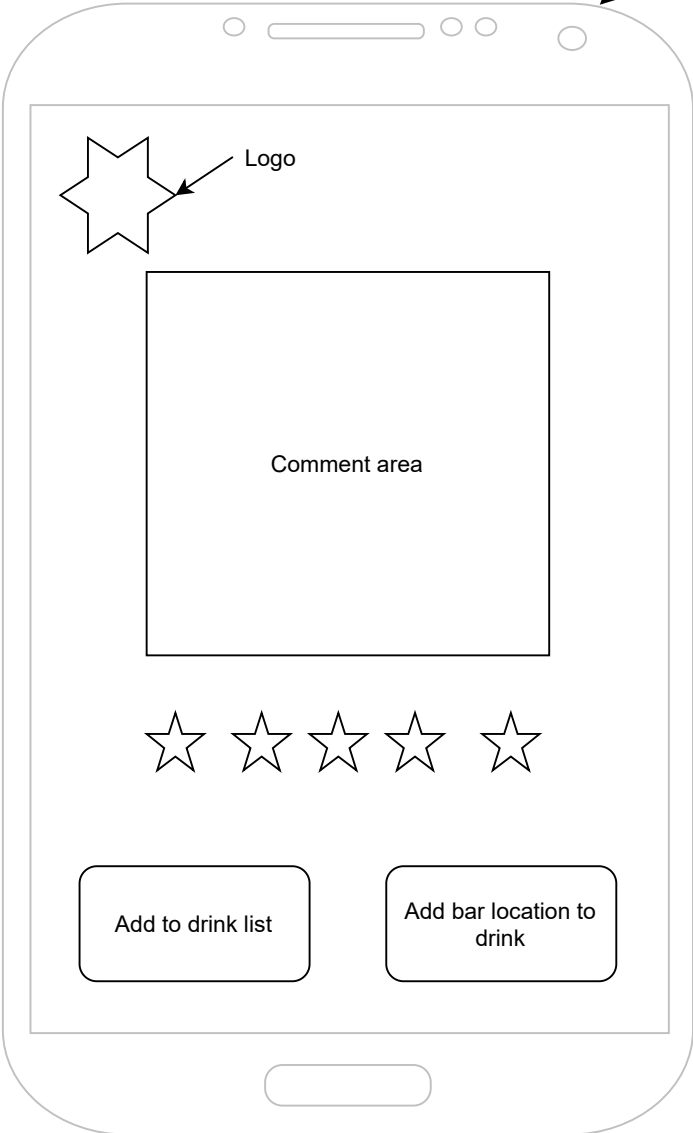 Logo
Comment area
Add to drink list
Add bar location to
drink